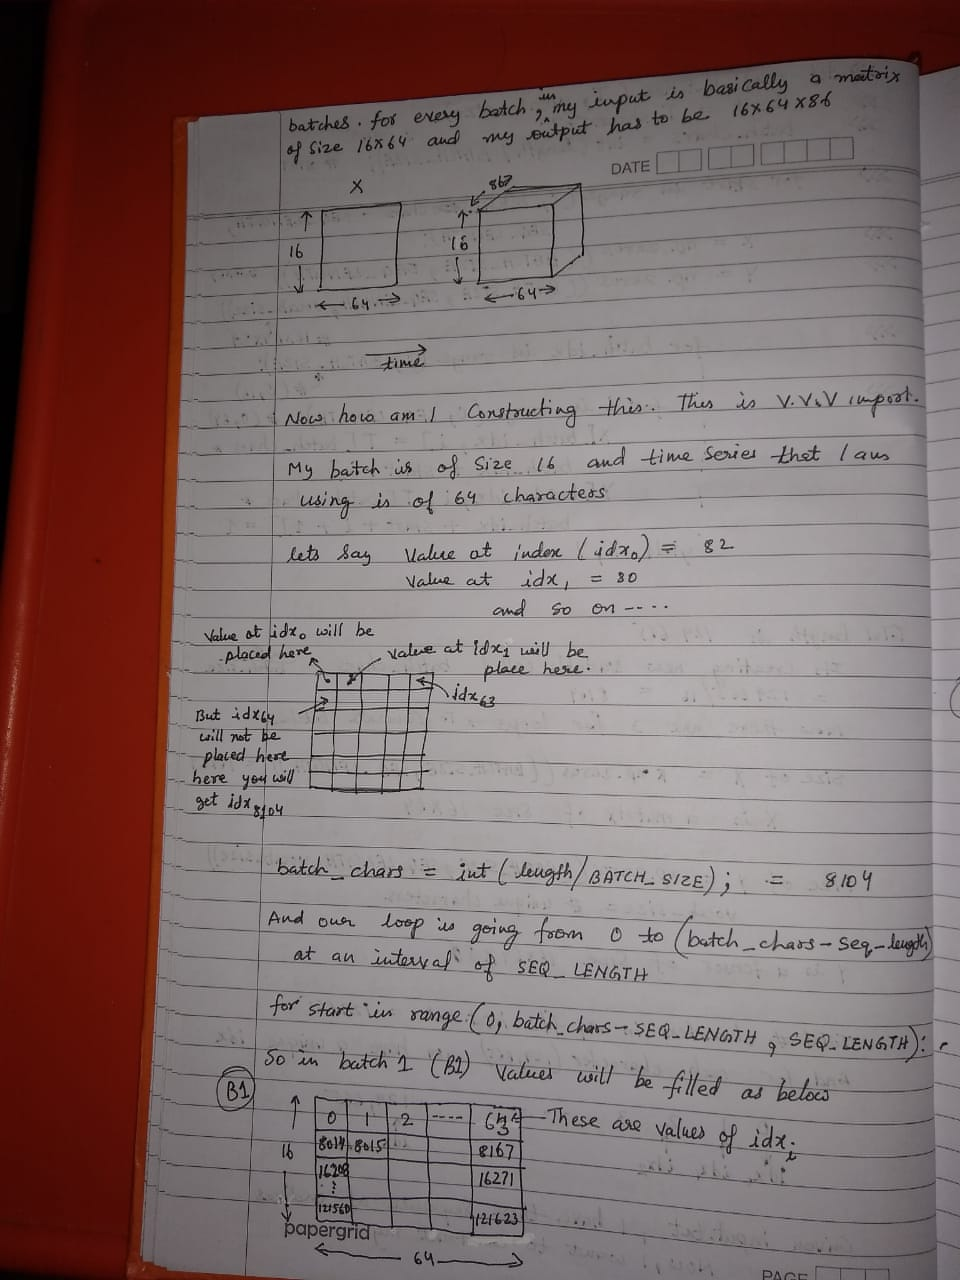 batches. for every batch, in my input is basically a matrix
of size 16x64 and my output has to be 16x64x86
DATE
X
867
16
16
64
64
time
Now how am I Constructing this. This is V.V.V import.
My batch is of Size 16 and time Series that I am
using is of 64 characters
lets Say Value at index (idx0) = 82
Value at idx1 = 80
and so on ----
Value at idx0 will be
placed here
value at idx1 will be
place here.
idx63
But idx64
will not be
placed here
here you will
get idx8104
batch_chars = int (length/BATCH_SIZE); = 8104
And our loop is going from 0 to (batch_chars - Seq-length)
at an interval of SEQ_LENGTH
for start in range (0, batch_chars - SEQ_LENGTH, SEQ_LENGTH):
So in batch 1 (B1) Values will be filled as below
B1
0 1 2 ---- 63 These are values of idxi
16 8014 8015 8167
16208 16271
121560 121623
papergrid
64
PAGE